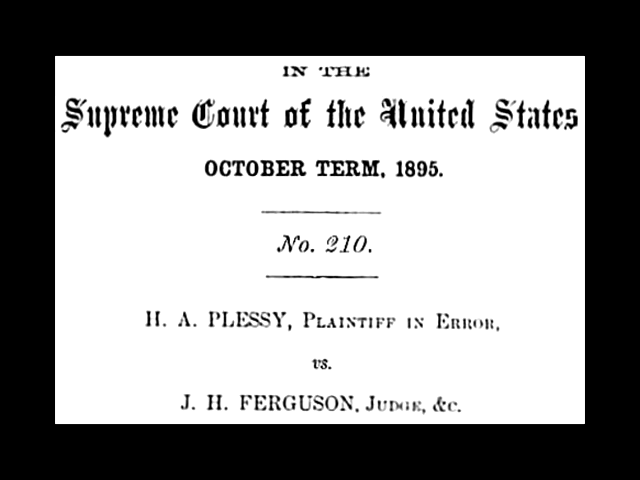 IN THE
Supreme Court of the United States
OCTOBER TERM, 1895.
No. 210.
H. A. PLESSY, PLAINTIFF IN ERROR,
vs.
J. H. FERGUSON, JUDGE, &C.